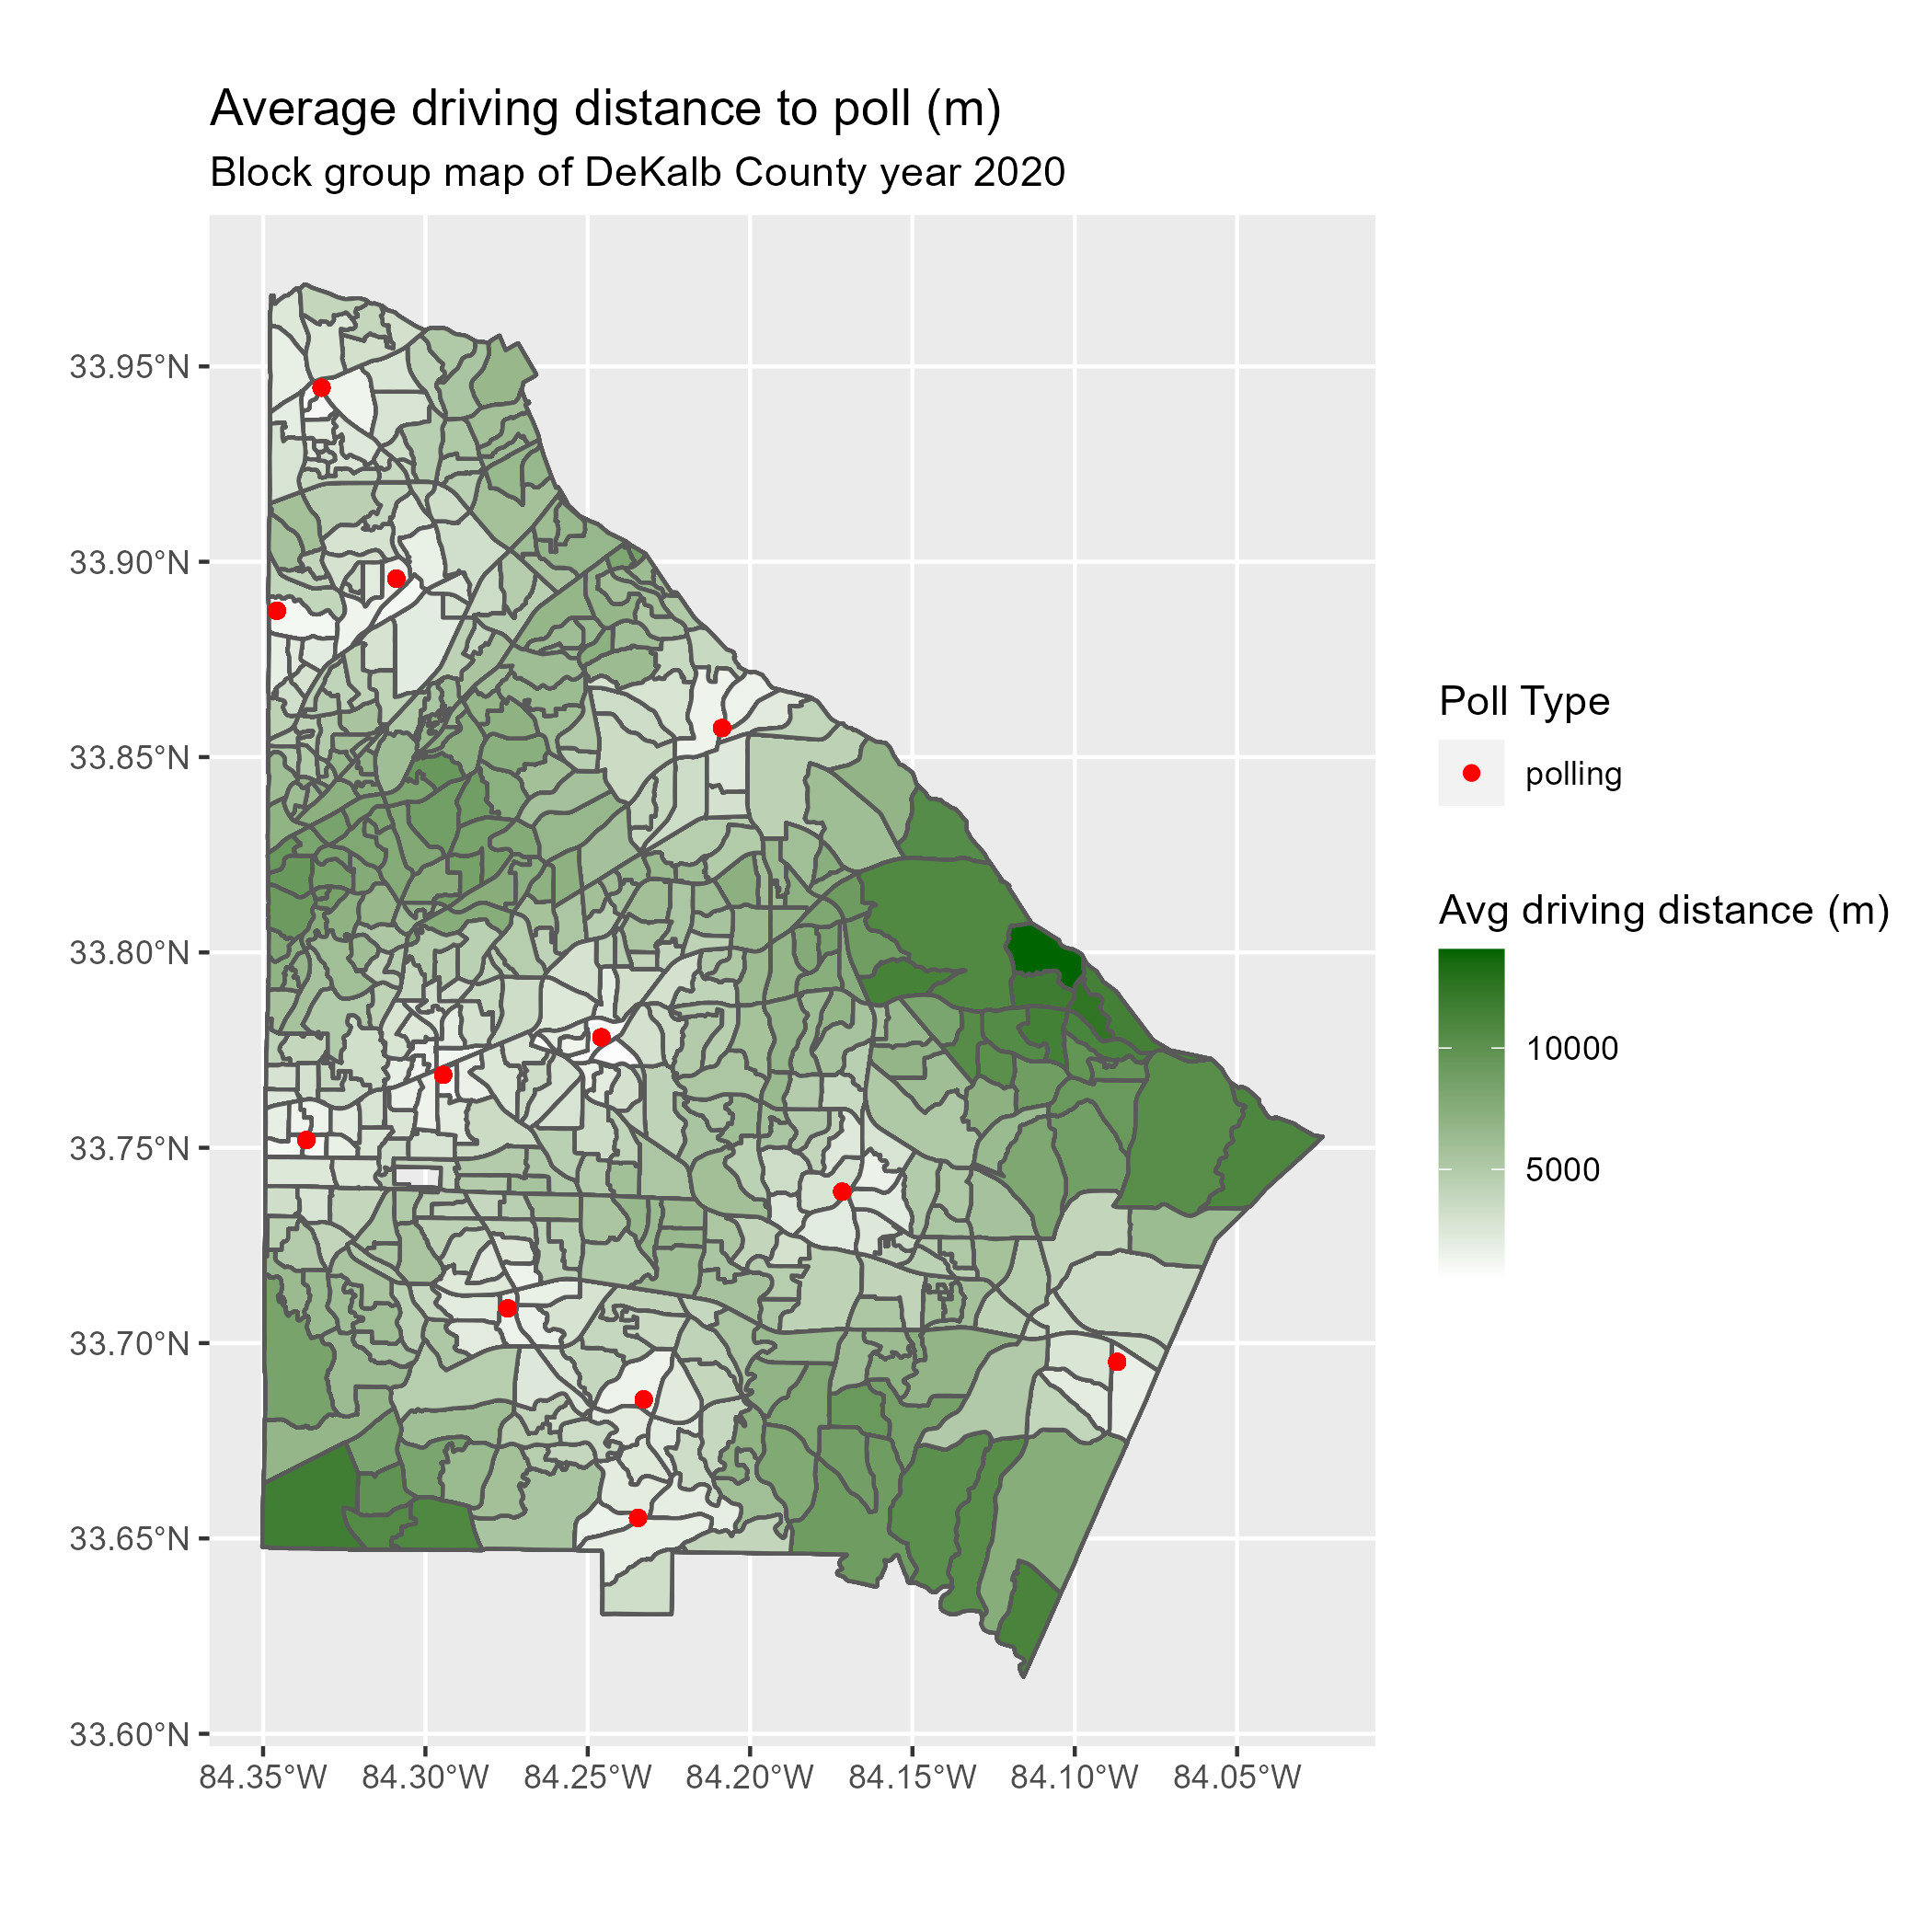 Average driving distance to poll (m)
Block group map of DeKalb County year 2020
33.95°N
33.90°N
33.85°N
33.80°N
33.75°N
33.70°N
33.65°N
33.60°N
84.35°W 84.30°W 84.25°W 84.20°W 84.15°W 84.10°W 84.05°W
Poll Type
polling
Avg driving distance (m)
10000
5000